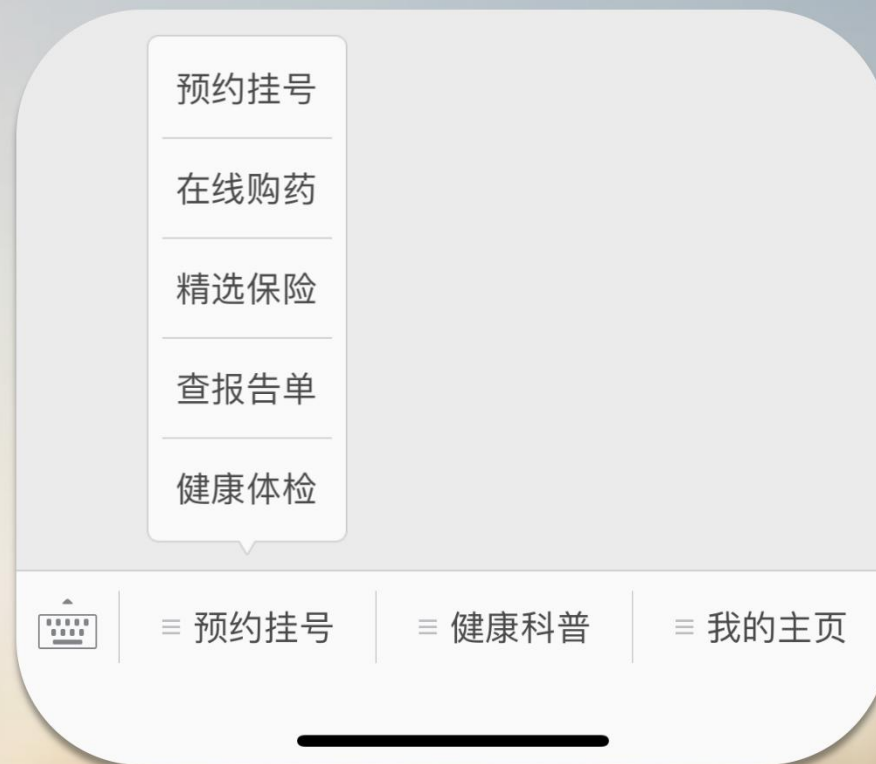 预约挂号
在线购药
精选保险
查报告单
健康体检
预约挂号 健康科普 我的主页